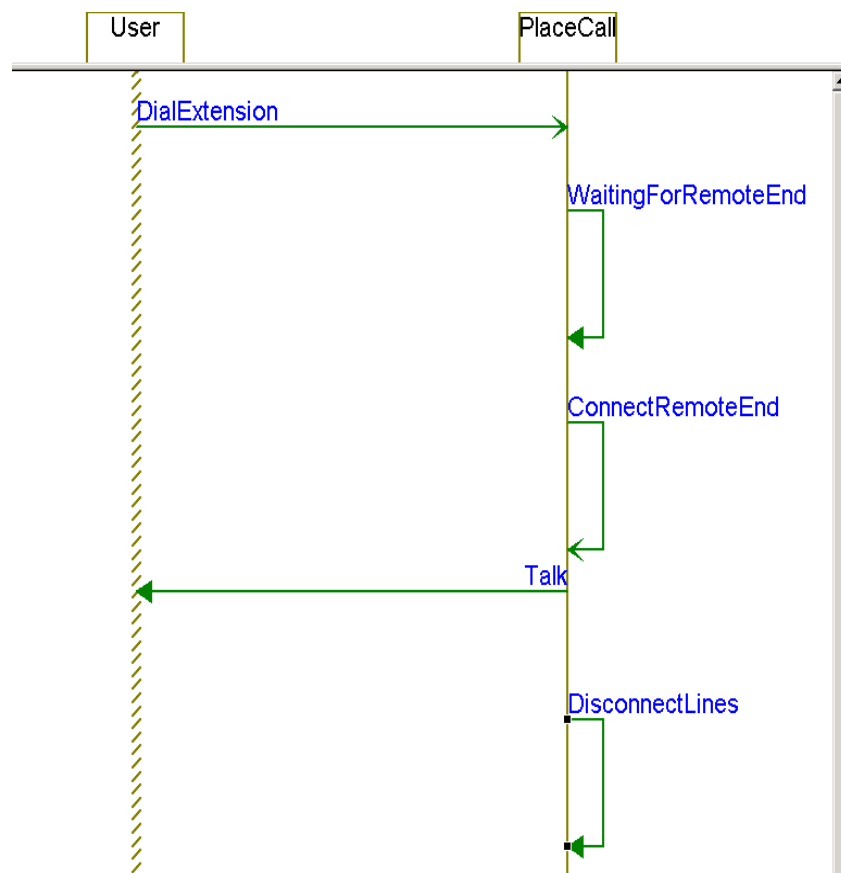 User
PlaceCall
DialExtension
WaitingForRemoteEnd
ConnectRemoteEnd
Talk
DisconnectLines